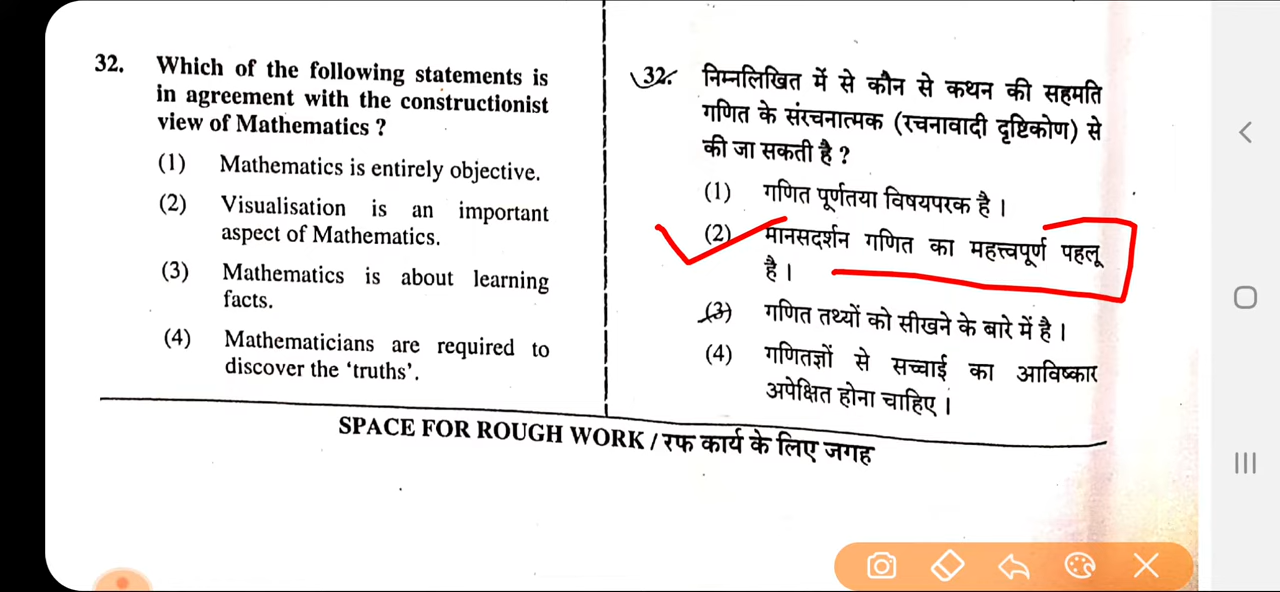 32. Which of the following statements is
in agreement with the constructionist
view of Mathematics ?
(1) Mathematics is entirely objective.
(2) Visualisation is an important
aspect of Mathematics.
(3) Mathematics is about learning
facts.
(4) Mathematicians are required to
discover the 'truths'.
32. निम्नलिखित में से कौन से कथन की सहमति
गणित के संरचनात्मक (रचनावादी दृष्टिकोण) से
की जा सकती है ?
(1) गणित पूर्णतया विषयपरक है ।
(2) मानसदर्शन गणित का महत्त्वपूर्ण पहलू
है ।
(3) गणित तथ्यों को सीखने के बारे में है ।
(4) गणितज्ञों से सच्चाई का आविष्कार
अपेक्षित होना चाहिए ।
SPACE FOR ROUGH WORK / रफ कार्य के लिए जगह